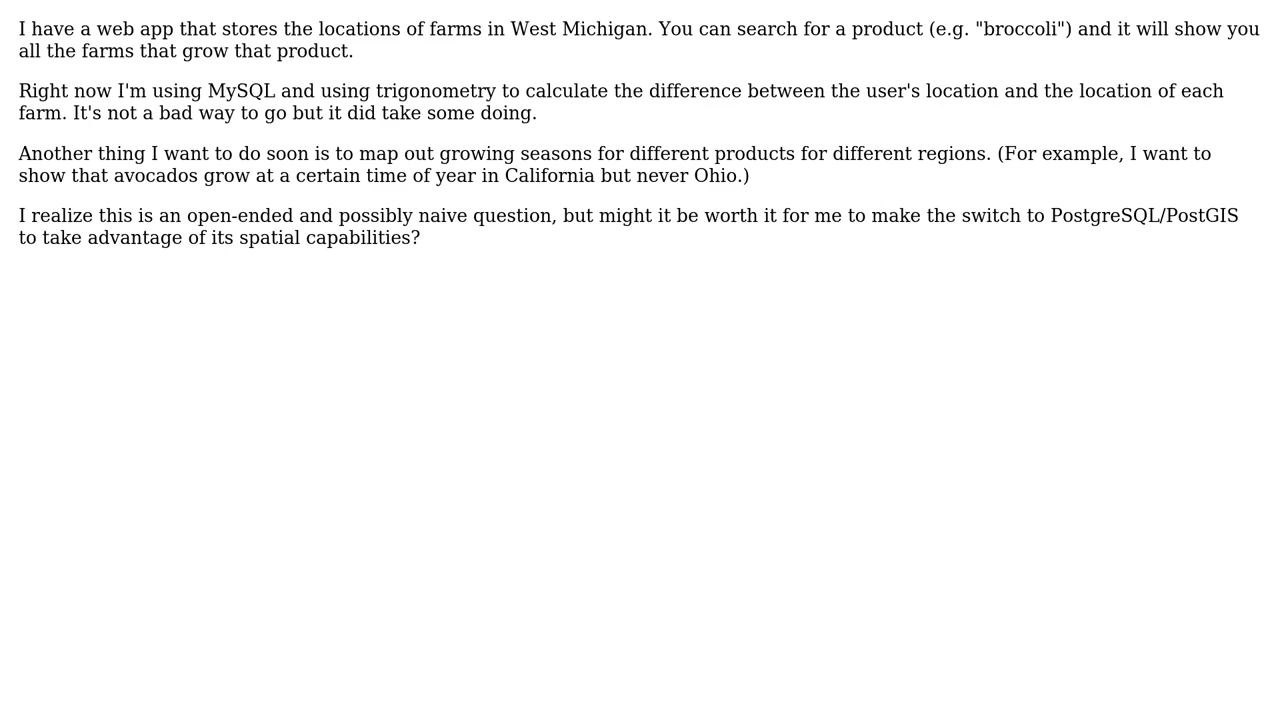 I have a web app that stores the locations of farms in West Michigan. You can search for a product (e.g. "broccoli") and it will show you
all the farms that grow that product.
Right now I'm using MySQL and using trigonometry to calculate the difference between the user's location and the location of each
farm. It's not a bad way to go but it did take some doing.
Another thing I want to do soon is to map out growing seasons for different products for different regions. (For example, I want to
show that avocados grow at a certain time of year in California but never Ohio.)
I realize this is an open-ended and possibly naive question, but might it be worth it for me to make the switch to PostgreSQL/PostGIS
to take advantage of its spatial capabilities?